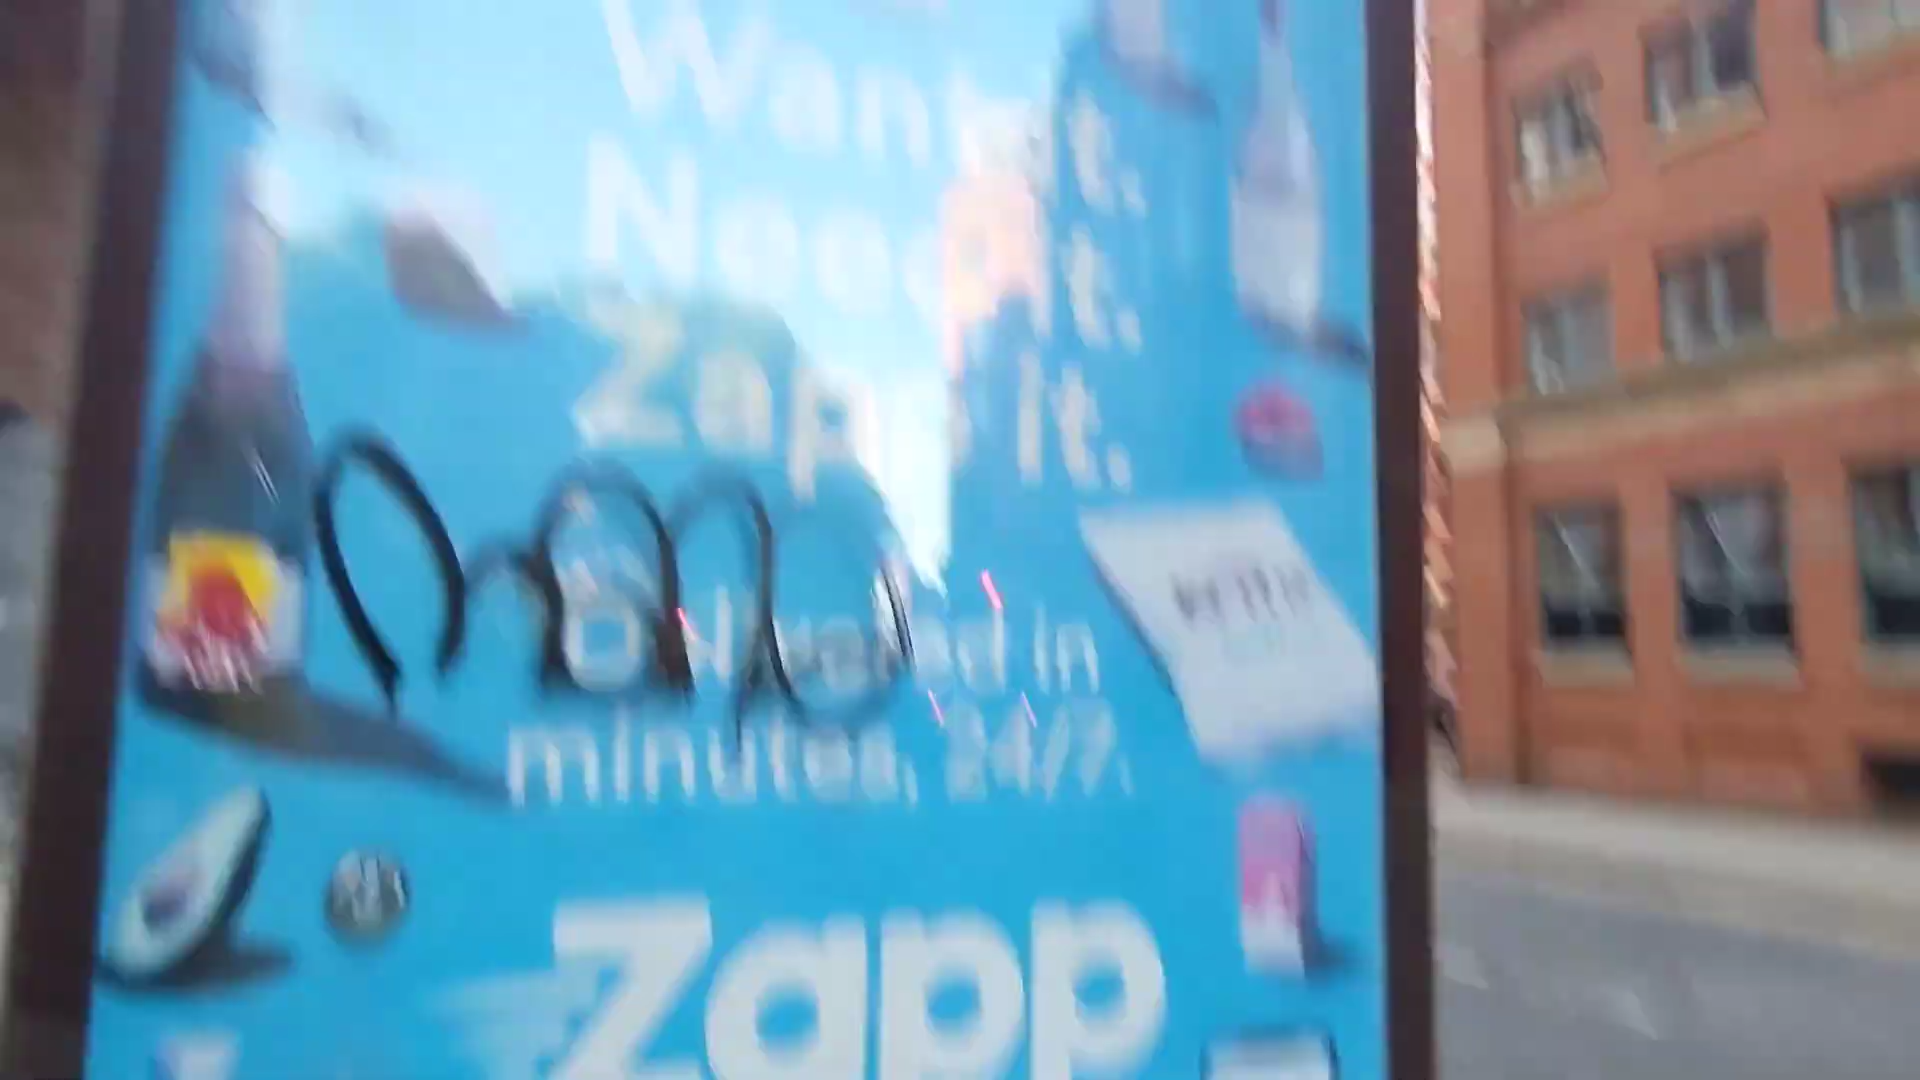 Want it.
Need it.
Zapp it.
Delivered in
minutes, 24/7.
zapp